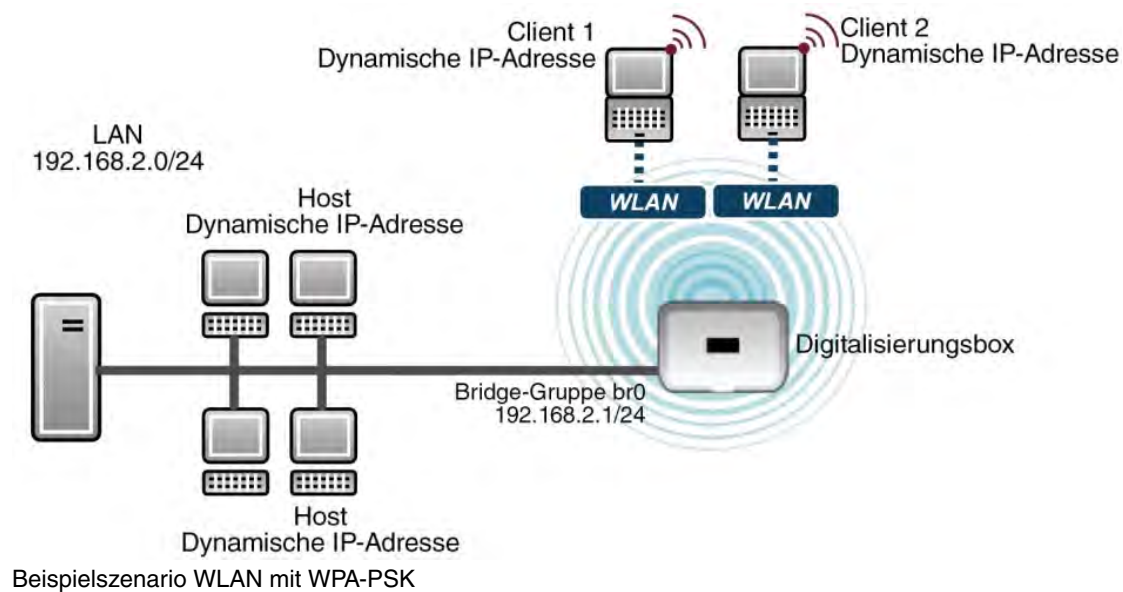 Client 1
Dynamische IP-Adresse
Client 2
Dynamische IP-Adresse
LAN
192.168.2.0/24
Host
Dynamische IP-Adresse
WLAN
WLAN
Digitalisierungsbox
Bridge-Gruppe br0
192.168.2.1/24
Host
Dynamische IP-Adresse
Beispielszenario WLAN mit WPA-PSK